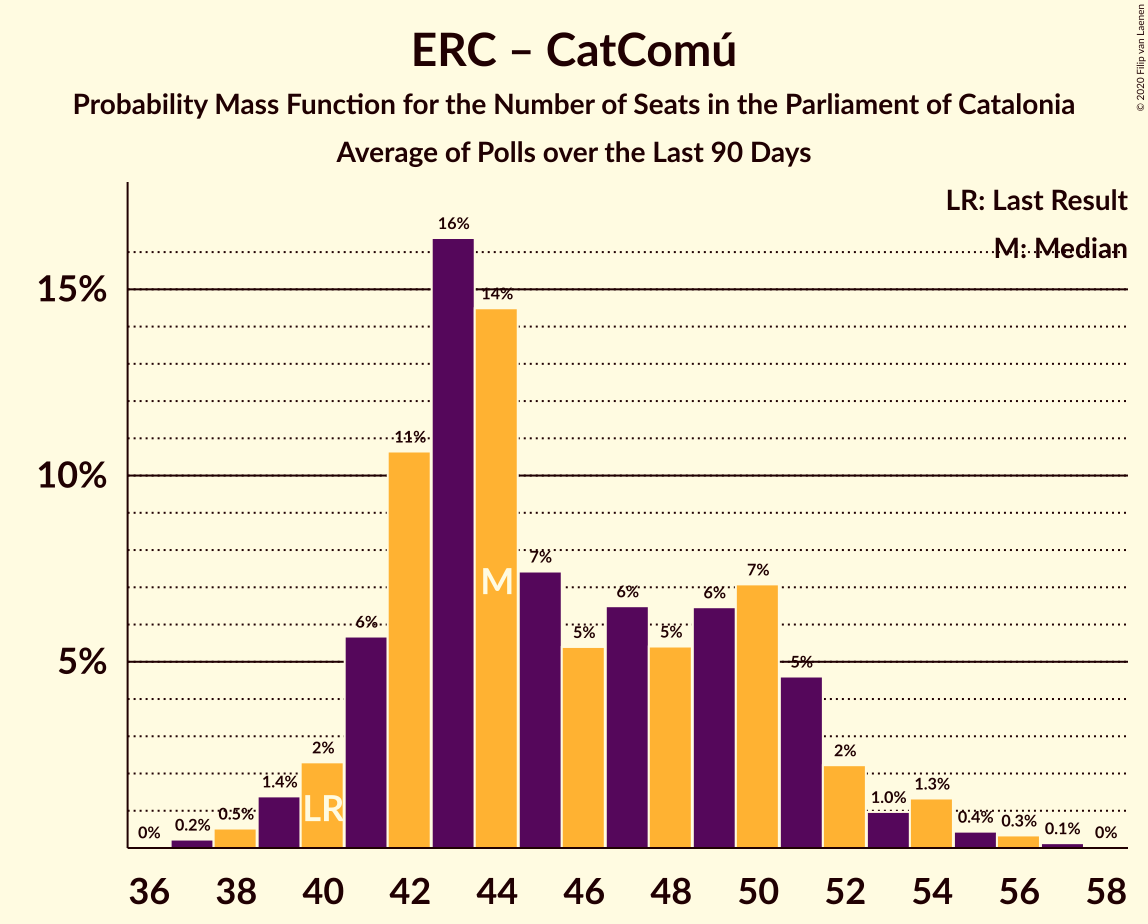 ERC – CatComú
Probability Mass Function for the Number of Seats in the Parliament of Catalonia
Average of Polls over the Last 90 Days
© 2020 Filip van Laenen
LR: Last Result
M: Median
15%
10%
5%
0%
0.2%
0.5%
1.4%
2%
6%
11%
16%
14%
7%
5%
6%
5%
6%
7%
5%
2%
1.0%
1.3%
0.4%
0.3%
0.1%
0%
LR
M
36 38 40 42 44 46 48 50 52 54 56 58